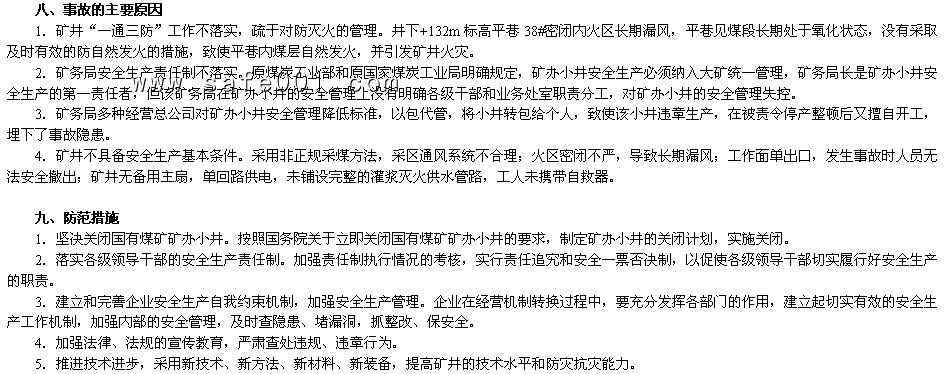 八、事故的主要原因
1. 矿井“一通三防”工作不落实，疏于对防灭火的管理。井下+132m标高平巷38#密闭内火区长期漏风，平巷见煤段长期处于氧化状态，没有采取
及时有效的防自然发火的措施，致使平巷内煤层自然发火，并引发矿井火灾。
2. 矿务局安全生产责任制不落实。原煤炭工业部和原国家煤炭工业局明确规定，矿办小井安全生产必须纳入大矿统一管理，矿务局长是矿办小井安
全生产的第一责任者，但该矿务局在矿办小井的安全管理上没有明确各级干部和业务处室职责分工，对矿办小井的安全管理失控。
3. 矿务局多种经营总公司对矿办小井安全管理降低标准，以包代管，将小井转包给个人，致使该小井违章生产，在被责令停产整顿后又擅自开工，
埋下了事故隐患。
4. 矿井不具备安全生产基本条件。采用非正规采煤方法，采区通风系统不合理；火区密闭不严，导致长期漏风；工作面单出口，发生事故时人员无
法安全撤出；矿井无备用主扇，单回路供电，未铺设完整的灌浆灭火供水管路，工人未携带自救器。
九、防范措施
1. 坚决关闭国有煤矿矿办小井。按照国务院关于立即关闭国有煤矿矿办小井的要求，制定矿办小井的关闭计划，实施关闭。
2. 落实各级领导干部的安全生产责任制。加强责任制执行情况的考核，实行责任追究和安全一票否决制，以促使各级领导干部切实履行好安全生产
的职责。
3. 建立和完善企业安全生产自我约束机制，加强安全生产管理。企业在经营机制转换过程中，要充分发挥各部门的作用，建立起切实有效的安全生
产工作机制，加强内部的安全管理，及时查隐患、堵漏洞，抓整改、保安全。
4. 加强法律、法规的宣传教育，严肃查处违规、违章行为。
5. 推进技术进步，采用新技术、新方法、新材料、新装备，提高矿井的技术水平和防灾抗灾能力。